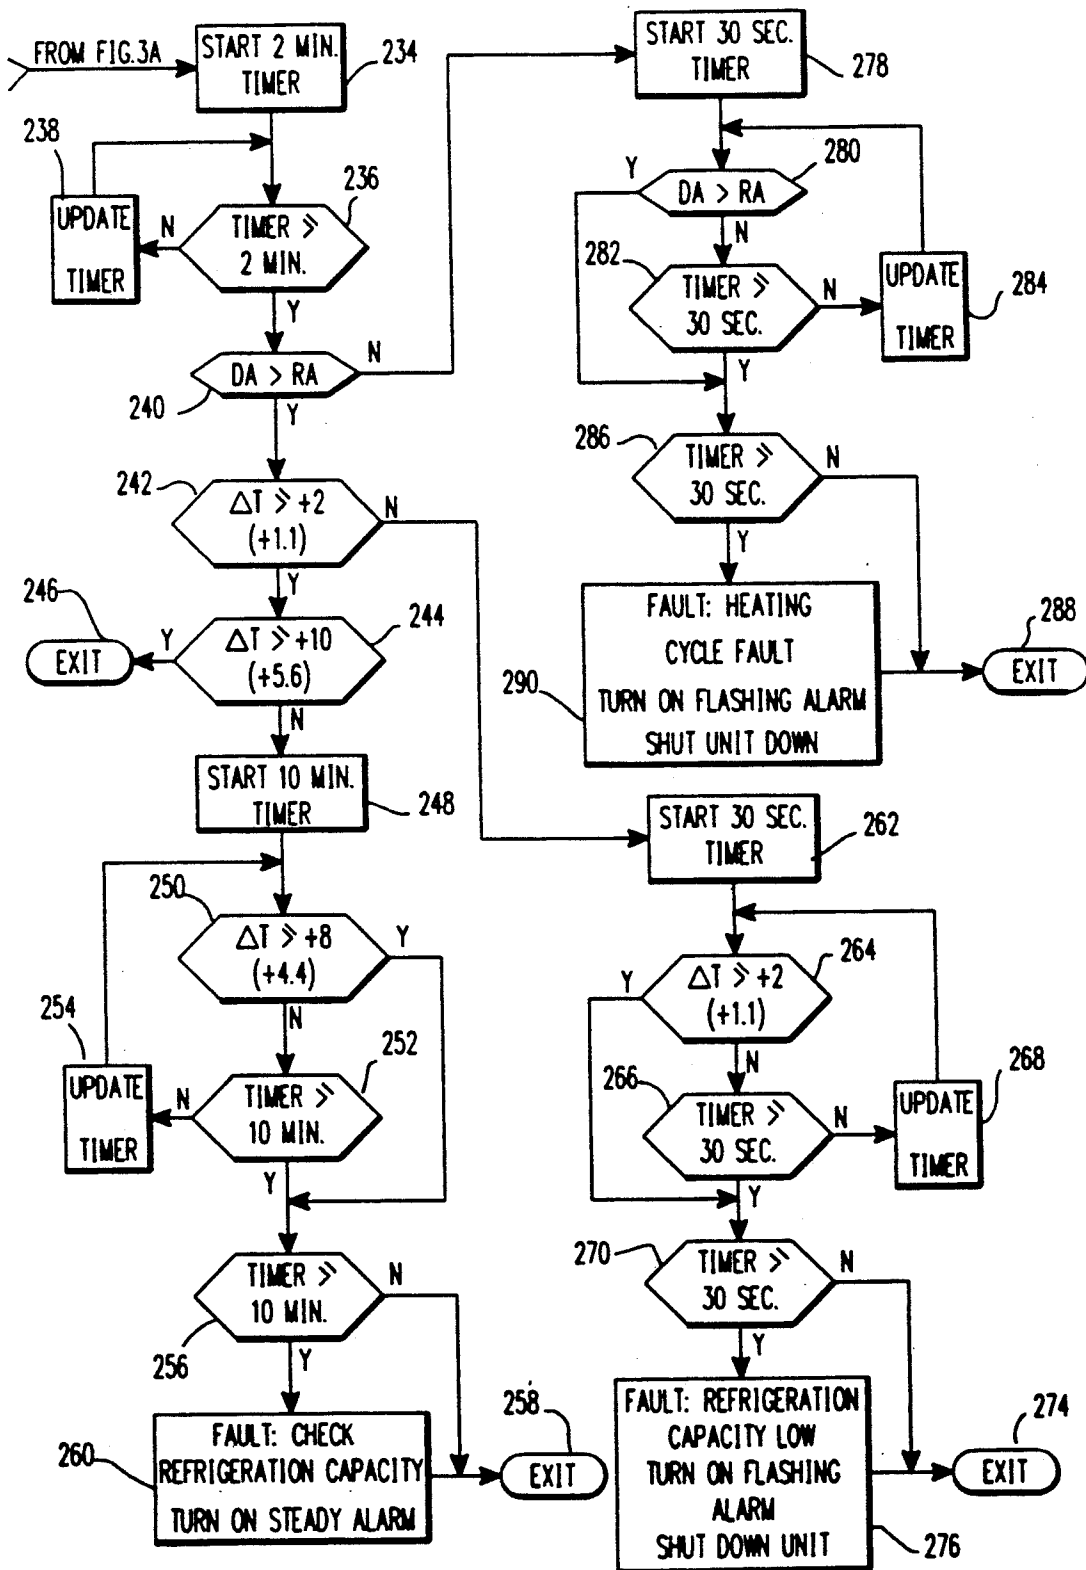 FROM FIG.3A
START 2 MIN.
TIMER
234
238
UPDATE
TIMER
N
236
TIMER ⩾
2 MIN.
Y
DA > RA
N
240
Y
242
△T ⩾ +2
(+1.1)
N
Y
246
EXIT
Y
244
△T ⩾ +10
(+5.6)
N
START 10 MIN.
TIMER
248
250
△T ⩾ +8
(+4.4)
Y
N
254
UPDATE
TIMER
N
252
TIMER ⩾
10 MIN.
Y
TIMER ⩾
10 MIN.
N
256
Y
260
FAULT: CHECK
REFRIGERATION CAPACITY
TURN ON STEADY ALARM
258
EXIT
START 30 SEC.
TIMER
278
280
Y
DA > RA
N
282
TIMER ⩾
30 SEC.
N
UPDATE
TIMER
284
Y
286
TIMER ⩾
30 SEC.
N
Y
290
FAULT: HEATING
CYCLE FAULT
TURN ON FLASHING ALARM
SHUT UNIT DOWN
288
EXIT
START 30 SEC.
TIMER
262
264
Y
△T ⩾ +2
(+1.1)
N
266
TIMER ⩾
30 SEC.
N
UPDATE
TIMER
268
Y
270
TIMER ⩾
30 SEC.
N
Y
FAULT: REFRIGERATION
CAPACITY LOW
TURN ON FLASHING
ALARM
SHUT DOWN UNIT
276
274
EXIT